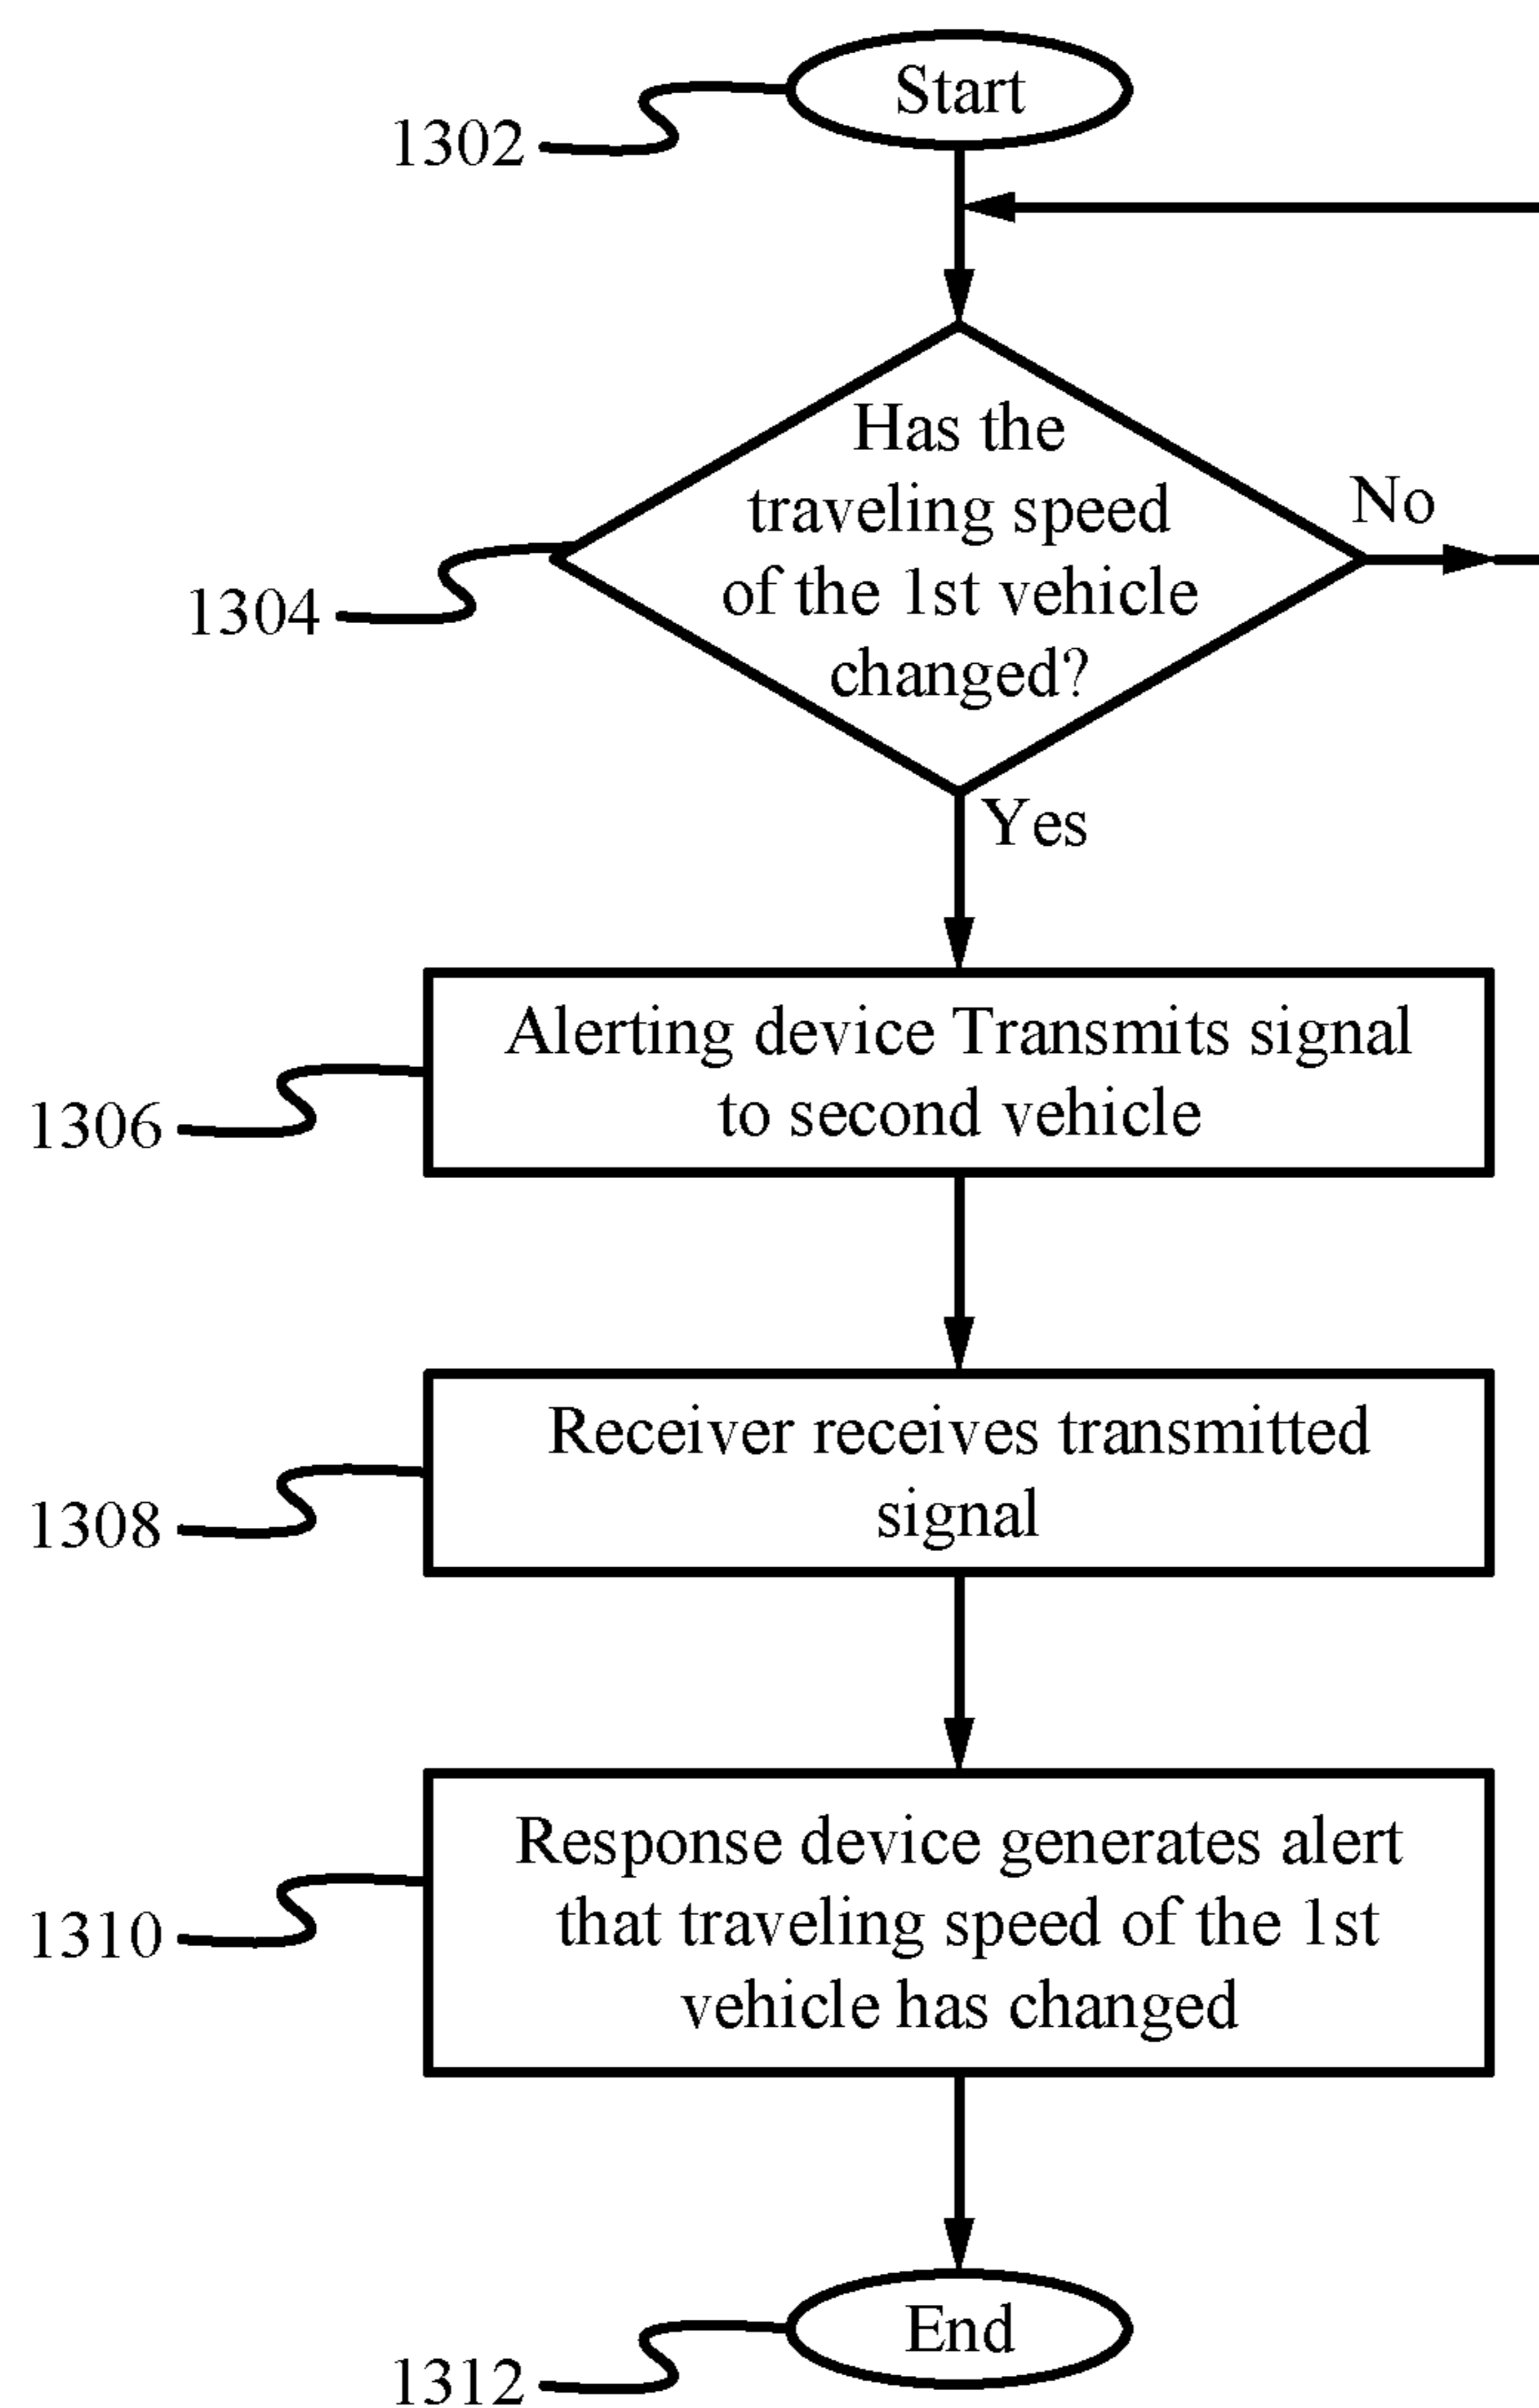 Start
1302
Has the
traveling speed
of the 1st vehicle
changed?
No
1304
Yes
Alerting device Transmits signal
to second vehicle
1306
Receiver receives transmitted
signal
1308
Response device generates alert
that traveling speed of the 1st
vehicle has changed
1310
End
1312